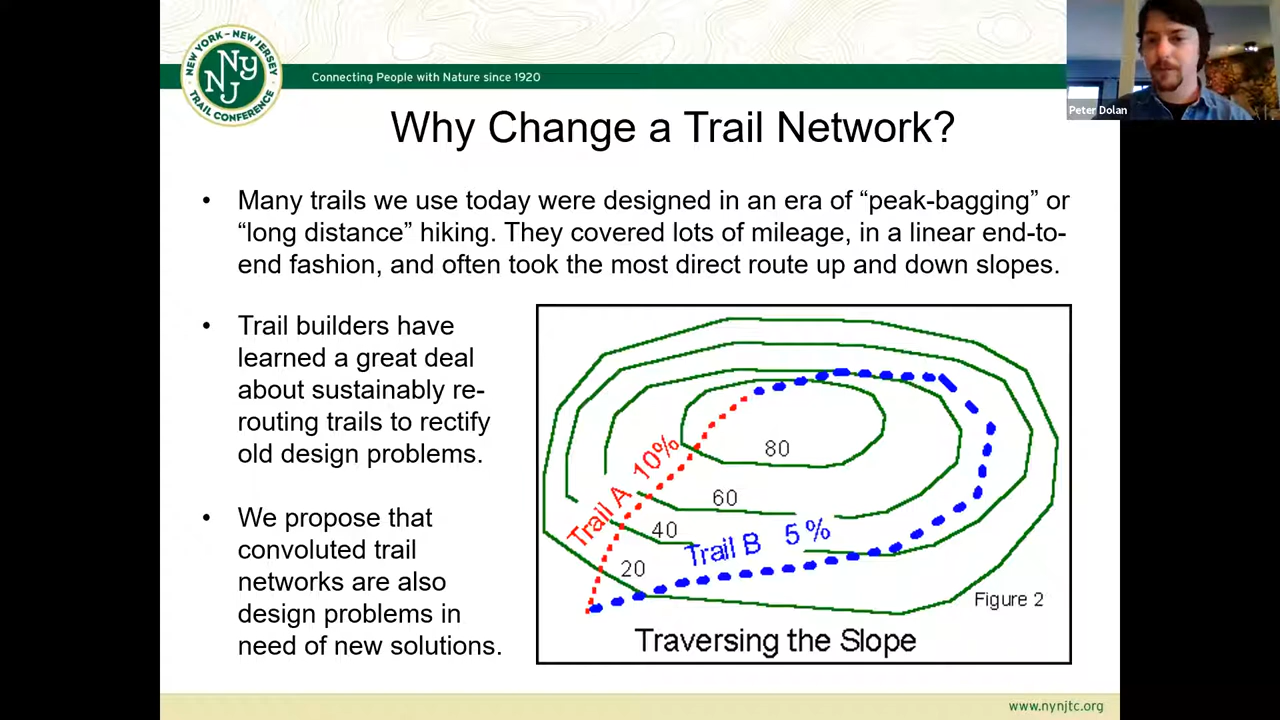 NEW YORK – NEW JERSEY
NY
NJ
TRAIL CONFERENCE
Connecting People with Nature since 1920
Peter Dolan
Why Change a Trail Network?
• Many trails we use today were designed in an era of “peak-bagging” or
“long distance” hiking. They covered lots of mileage, in a linear end-to-
end fashion, and often took the most direct route up and down slopes.
• Trail builders have
learned a great deal
about sustainably re-
routing trails to rectify
old design problems.
• We propose that
convoluted trail
networks are also
design problems in
need of new solutions.
80
60
40
20
Trail A 10%
Trail B 5%
Figure 2
Traversing the Slope
www.nynjtc.org